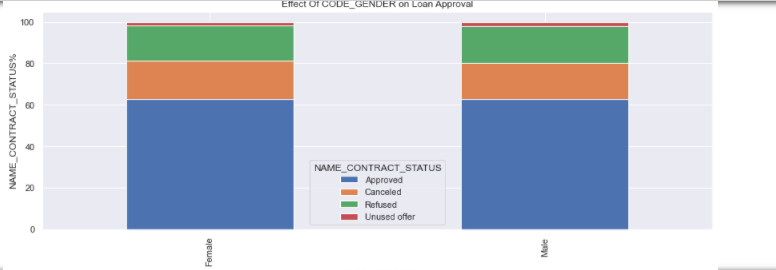 Effect Of CODE_GENDER on Loan Approval
NAME_CONTRACT_STATUS%
100
80
60
40
20
0
NAME_CONTRACT_STATUS
Approved
Canceled
Refused
Unused offer
Female
Male